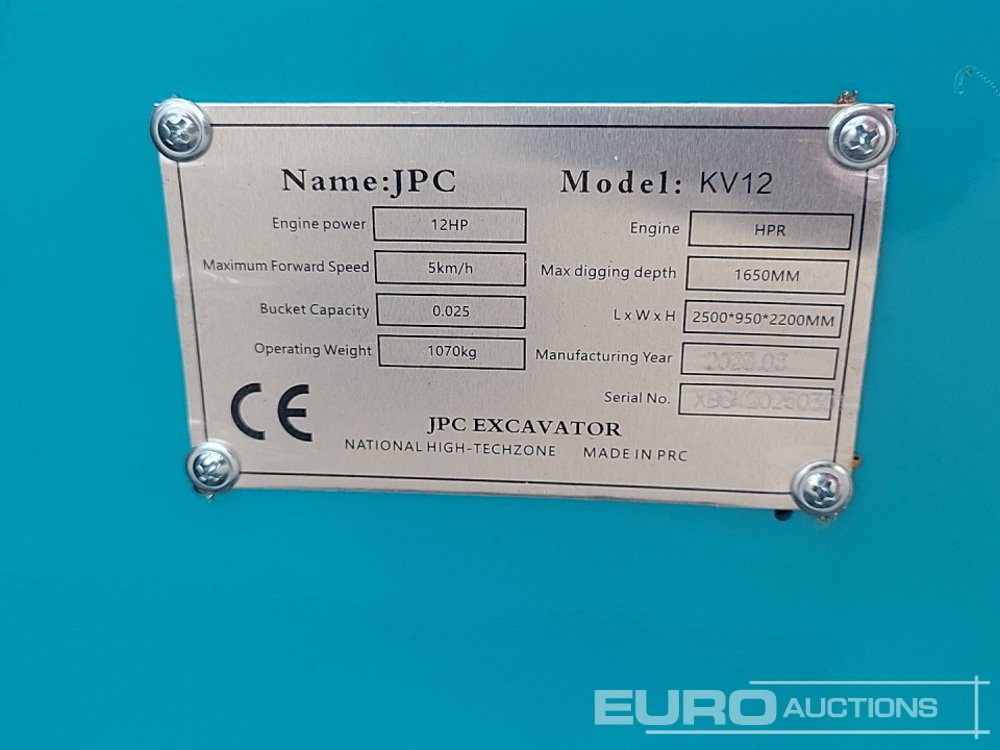 Name:JPC Model: KV12
Engine power 12HP Engine HPR
Maximum Forward Speed 5km/h Max digging depth 1650MM
Bucket Capacity 0.025 L x W x H 2500*950*2200MM
Operating Weight 1070kg Manufacturing Year
Serial No.
CE
JPC EXCAVATOR
NATIONAL HIGH-TECHZONE MADE IN PRC
EURO AUCTIONS